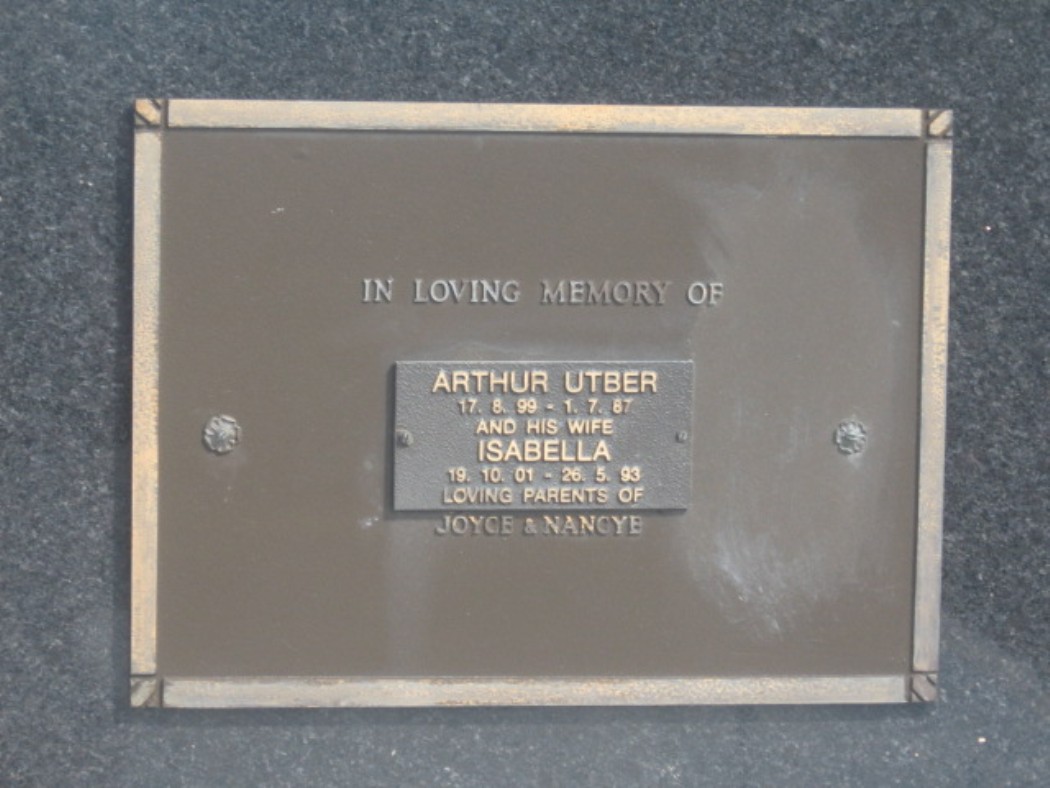 IN LOVING MEMORY OF
ARTHUR UTBER
17. 8. 99 - 1. 7. 87
AND HIS WIFE
ISABELLA
19. 10. 01 - 26. 5. 93
LOVING PARENTS OF
JOYCE & NANCYE